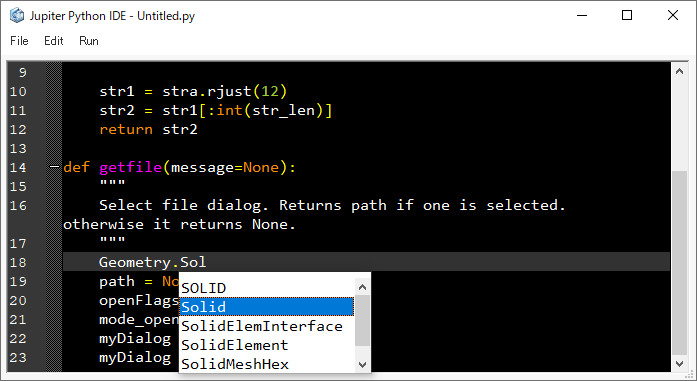 Jupiter Python IDE - Untitled.py
File Edit Run
9
10 str1 = stra.rjust(12)
11 str2 = str1[:int(str_len)]
12 return str2
13
14 def getfile(message=None):
15 """
16 Select file dialog. Returns path if one is selected.
otherwise it returns None.
17 """
18 Geometry.Sol
19 path = No
20 openFlags
21 mode_open
22 myDialog
23 myDialog
SOLID
Solid
SolidElemInterface
SolidElement
SolidMeshHex